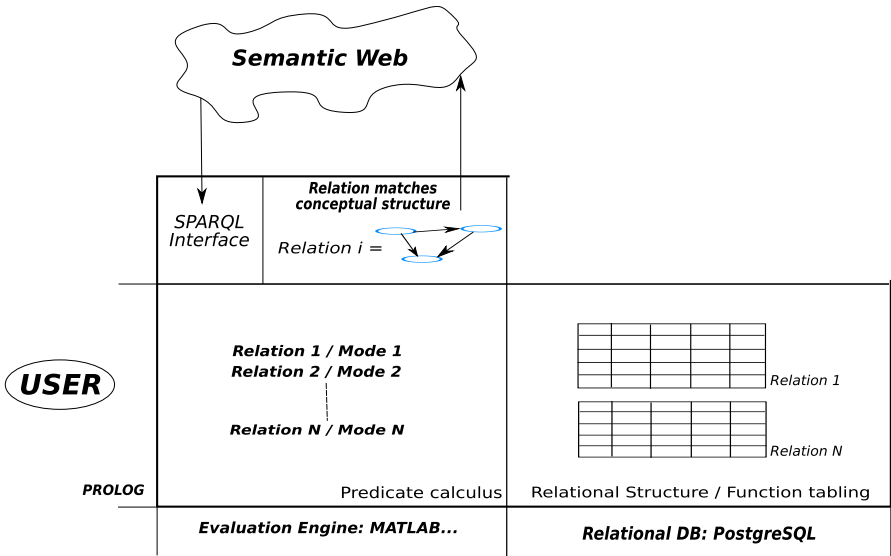 Semantic Web
Relation matches
conceptual structure
SPARQL
Interface
Relation i =
Relation 1 / Mode 1
Relation 2 / Mode 2
Relation N / Mode N
USER
Relation 1
Relation N
PROLOG
Predicate calculus
Relational Structure / Function tabling
Evaluation Engine: MATLAB...
Relational DB: PostgreSQL